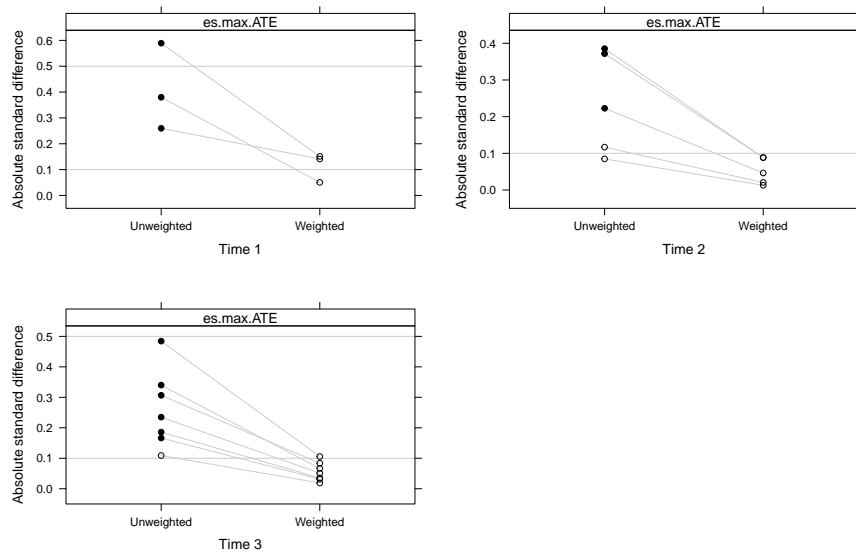 es.max.ATE
Absolute standard difference
0.6
0.5
0.4
0.3
0.2
0.1
0.0
Unweighted
Weighted
Time 1
es.max.ATE
Absolute standard difference
0.4
0.3
0.2
0.1
0.0
Unweighted
Weighted
Time 2
es.max.ATE
Absolute standard difference
0.5
0.4
0.3
0.2
0.1
0.0
Unweighted
Weighted
Time 3